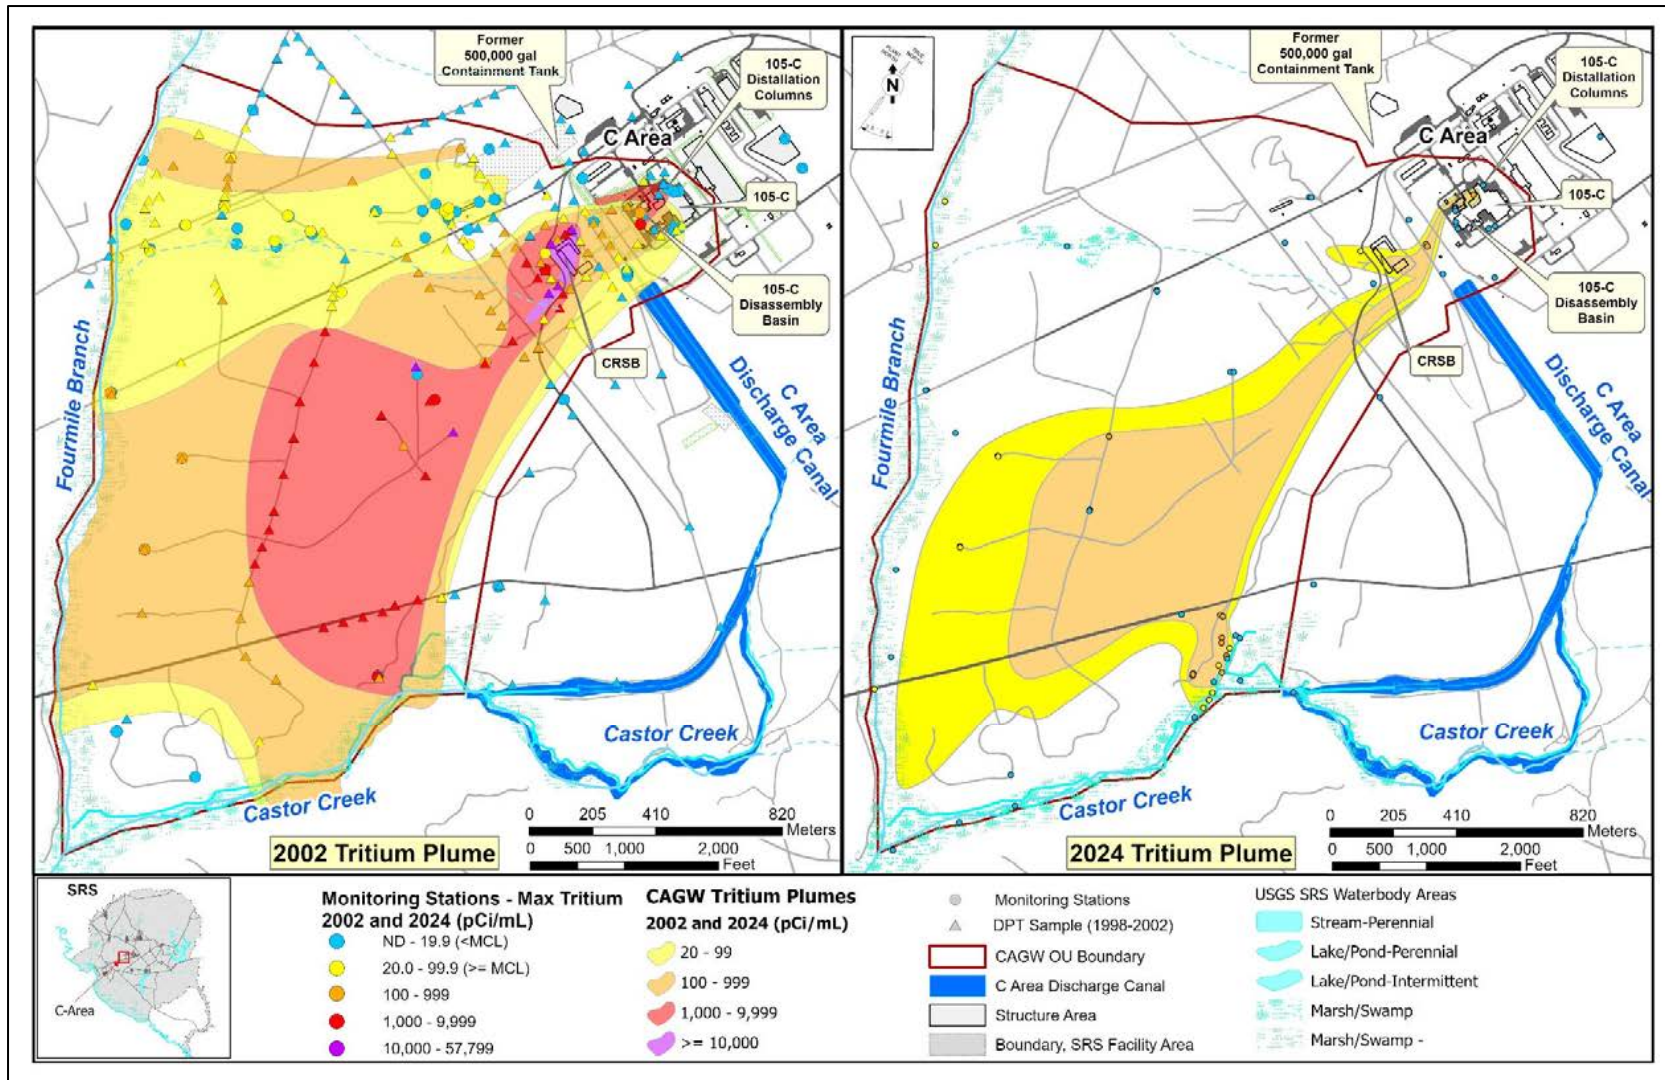 Former
500,000 gal
Containment Tank
105-C
Distallation
Columns
C Area
105-C
105-C
Disassembly
Basin
CRSB
Fourmile Branch
C Area
Discharge Canal
Castor Creek
Castor Creek
2002 Tritium Plume
0 205 410 820
Meters
0 500 1,000 2,000
Feet
N
Former
500,000 gal
Containment Tank
105-C
Distallation
Columns
C Area
105-C
105-C
Disassembly
Basin
CRSB
Fourmile Branch
C Area
Discharge Canal
Castor Creek
Castor Creek
2024 Tritium Plume
0 205 410 820
Meters
0 500 1,000 2,000
Feet
SRS
C-Area
Monitoring Stations - Max Tritium
2002 and 2024 (pCi/mL)
ND - 19.9 (<MCL)
20.0 - 99.9 (>= MCL)
100 - 999
1,000 - 9,999
10,000 - 57,799
CAGW Tritium Plumes
2002 and 2024 (pCi/mL)
20 - 99
100 - 999
1,000 - 9,999
>= 10,000
Monitoring Stations
DPT Sample (1998-2002)
CAGW OU Boundary
C Area Discharge Canal
Structure Area
Boundary, SRS Facility Area
USGS SRS Waterbody Areas
Stream-Perennial
Lake/Pond-Perennial
Lake/Pond-Intermittent
Marsh/Swamp
Marsh/Swamp -